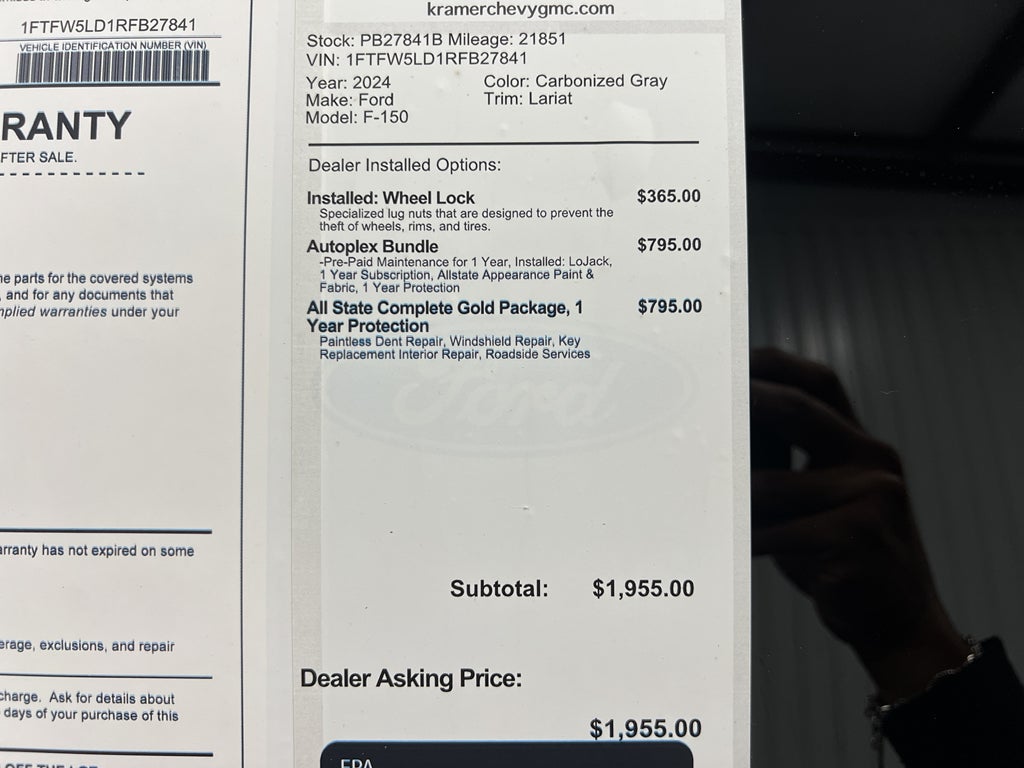 1FTFW5LD1RFB27841
VEHICLE IDENTIFICATION NUMBER (VIN)
RANTY
FTER SALE.
parts for the covered systems
and for any documents that
implied warranties under your
arranty has not expired on some
erage, exclusions, and repair
charge. Ask for details about
days of your purchase of this
kramerchevygmc.com
Stock: PB27841B Mileage: 21851
VIN: 1FTFW5LD1RFB27841
Year: 2024 Color: Carbonized Gray
Make: Ford Trim: Lariat
Model: F-150
Dealer Installed Options:
Installed: Wheel Lock $365.00
Specialized lug nuts that are designed to prevent the
theft of wheels, rims, and tires.
Autoplex Bundle $795.00
-Pre-Paid Maintenance for 1 Year, Installed: LoJack,
1 Year Subscription, Allstate Appearance Paint &
Fabric, 1 Year Protection
All State Complete Gold Package, 1 $795.00
Year Protection
Paintless Dent Repair, Windshield Repair, Key
Replacement Interior Repair, Roadside Services
Ford
Subtotal: $1,955.00
Dealer Asking Price:
$1,955.00
EPA